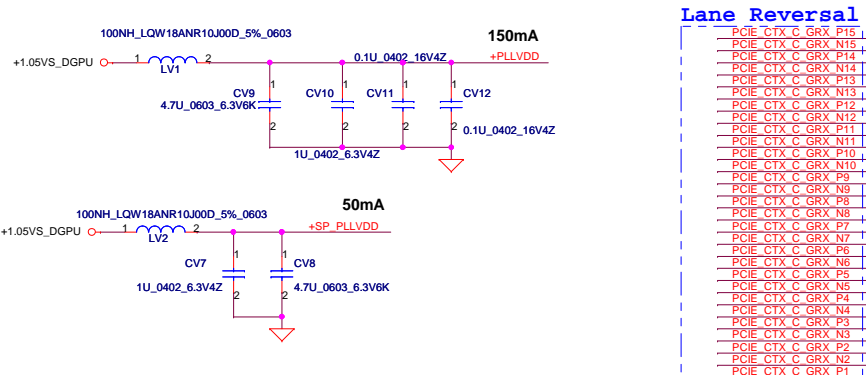 100NH_LQW18ANR10J00D_5%_0603
150mA
+1.05VS_DGPU
1
2
LV1
0.1U_0402_16V4Z
+PLLVDD
1
1
1
1
CV9
CV10
CV11
CV12
4.7U_0603_6.3V6K
2
2
2
2
0.1U_0402_16V4Z
1U_0402_6.3V4Z
50mA
100NH_LQW18ANR10J00D_5%_0603
+1.05VS_DGPU
1
2
LV2
+SP_PLLVDD
1
1
CV7
CV8
1U_0402_6.3V4Z
4.7U_0603_6.3V6K
2
2
Lane Reversal
PCIE_CTX_C_GRX_P15
PCIE_CTX_C_GRX_N15
PCIE_CTX_C_GRX_P14
PCIE_CTX_C_GRX_N14
PCIE_CTX_C_GRX_P13
PCIE_CTX_C_GRX_N13
PCIE_CTX_C_GRX_P12
PCIE_CTX_C_GRX_N12
PCIE_CTX_C_GRX_P11
PCIE_CTX_C_GRX_N11
PCIE_CTX_C_GRX_P10
PCIE_CTX_C_GRX_N10
PCIE_CTX_C_GRX_P9
PCIE_CTX_C_GRX_N9
PCIE_CTX_C_GRX_P8
PCIE_CTX_C_GRX_N8
PCIE_CTX_C_GRX_P7
PCIE_CTX_C_GRX_N7
PCIE_CTX_C_GRX_P6
PCIE_CTX_C_GRX_N6
PCIE_CTX_C_GRX_P5
PCIE_CTX_C_GRX_N5
PCIE_CTX_C_GRX_P4
PCIE_CTX_C_GRX_N4
PCIE_CTX_C_GRX_P3
PCIE_CTX_C_GRX_N3
PCIE_CTX_C_GRX_P2
PCIE_CTX_C_GRX_N2
PCIE_CTX_C_GRX_P1